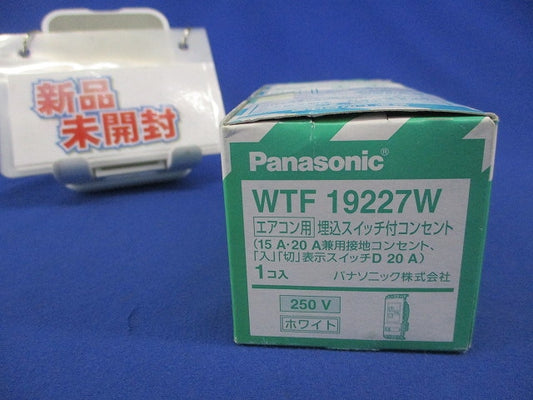 新品
未開封
Panasonic®
WTF 19227W
エアコン用 埋込スイッチ付コンセント
(15 A・20 A兼用接地コンセント、
「入」「切」表示スイッチD 20 A)
1コ入 パナソニック株式会社
250 V
ホワイト